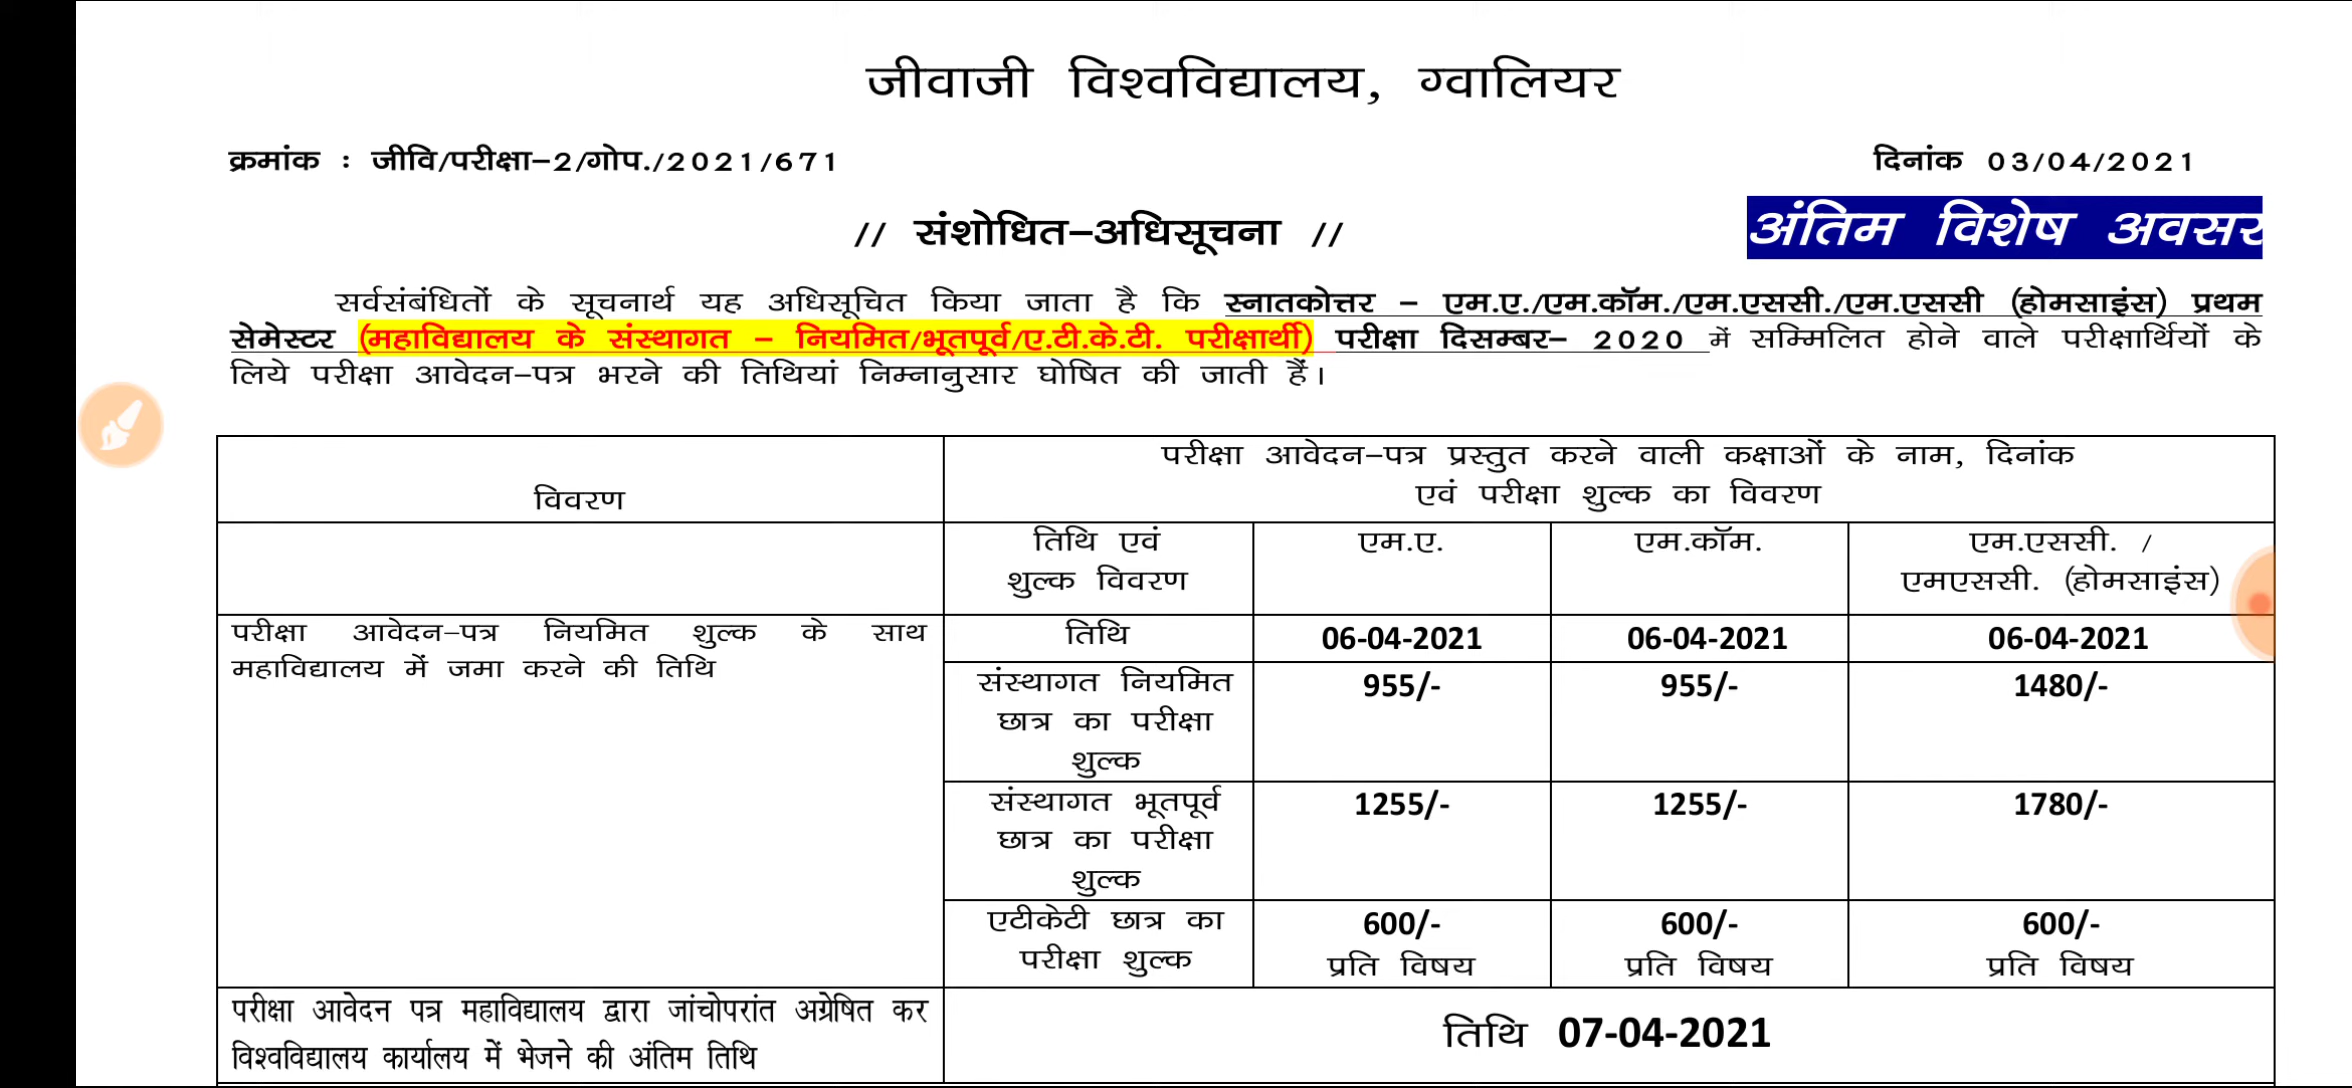 जीवाजी विश्वविद्यालय, ग्वालियर
क्रमांक : जीवि/परीक्षा–2/गोप./2021/671
दिनांक 03/04/2021
// संशोधित–अधिसूचना //
अंतिम विशेष अवसर
सर्वसंबंधितों के सूचनार्थ यह अधिसूचित किया जाता है कि स्नातकोत्तर – एम.ए./एम.कॉम./एम.एससी./एम.एससी (होमसाइंस) प्रथम
सेमेस्टर (महाविद्यालय के संस्थागत – नियमित/भूतपूर्व/ए.टी.के.टी. परीक्षार्थी) परीक्षा दिसम्बर– 2020 में सम्मिलित होने वाले परीक्षार्थियों के
लिये परीक्षा आवेदन–पत्र भरने की तिथियां निम्नानुसार घोषित की जाती हैं।
विवरण
परीक्षा आवेदन–पत्र प्रस्तुत करने वाली कक्षाओं के नाम, दिनांक
एवं परीक्षा शुल्क का विवरण
तिथि एवं
शुल्क विवरण
एम.ए.
एम.कॉम.
एम.एससी. /
एमएससी. (होमसाइंस)
परीक्षा आवेदन–पत्र नियमित शुल्क के साथ
महाविद्यालय में जमा करने की तिथि
तिथि
06-04-2021
06-04-2021
06-04-2021
संस्थागत नियमित
छात्र का परीक्षा
शुल्क
955/-
955/-
1480/-
संस्थागत भूतपूर्व
छात्र का परीक्षा
शुल्क
1255/-
1255/-
1780/-
एटीकेटी छात्र का
परीक्षा शुल्क
600/-
प्रति विषय
600/-
प्रति विषय
600/-
प्रति विषय
परीक्षा आवेदन पत्र महाविद्यालय द्वारा जांचोपरांत अग्रेषित कर
विश्वविद्यालय कार्यालय में भेजने की अंतिम तिथि
तिथि 07-04-2021